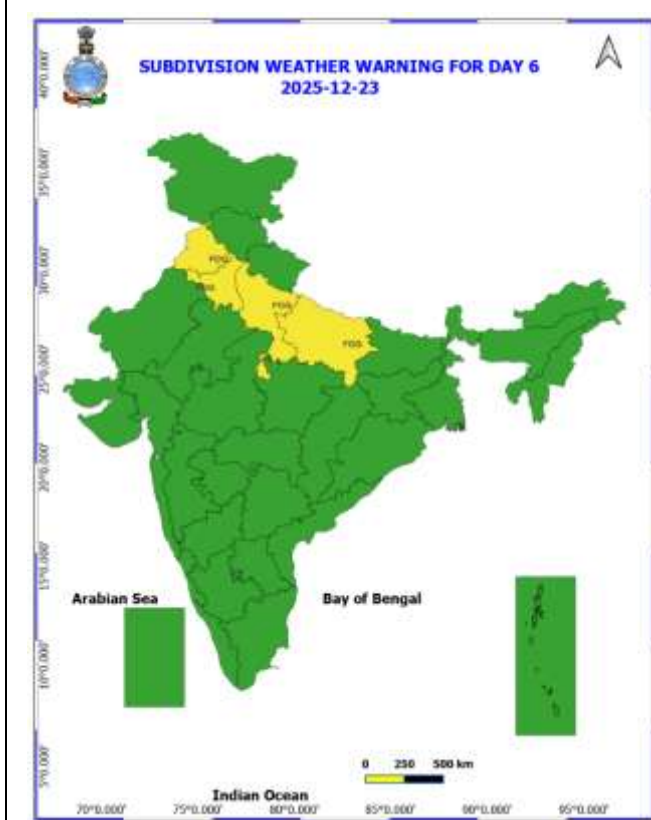 SUBDIVISION WEATHER WARNING FOR DAY 6
2025-12-23
40°0.000'
35°0.000'
30°0.000'
25°0.000'
20°0.000'
15°0.000'
10°0.000'
5°0.000'
FOG
FOG
FOG
FOG
Arabian Sea
Bay of Bengal
0 250 500 km
Indian Ocean
70°0.000' 75°0.000' 80°0.000' 85°0.000' 90°0.000' 95°0.000'